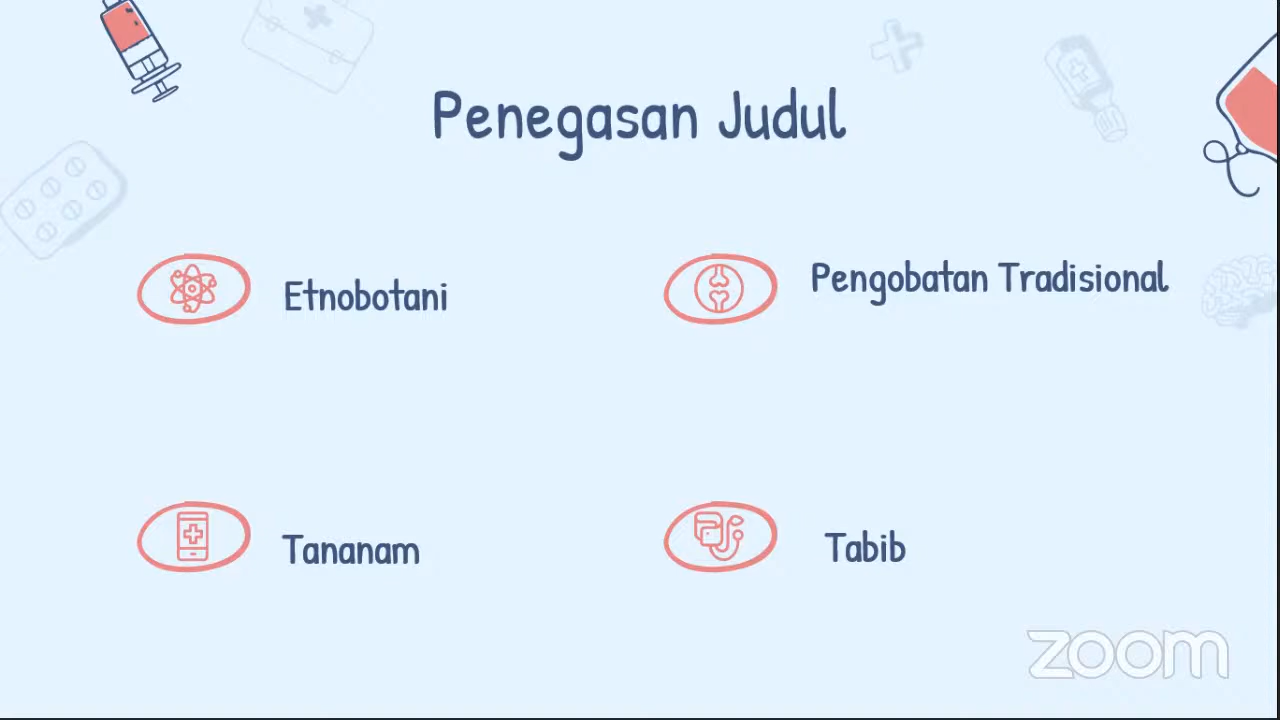 Penegasan Judul
Etnobotani
Pengobatan Tradisional
Tananam
Tabib
zoom